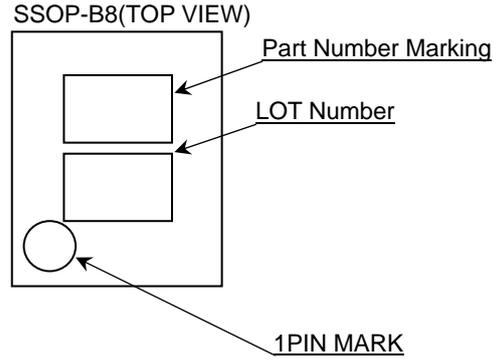 SSOP-B8(TOP VIEW)
Part Number Marking
LOT Number
1PIN MARK